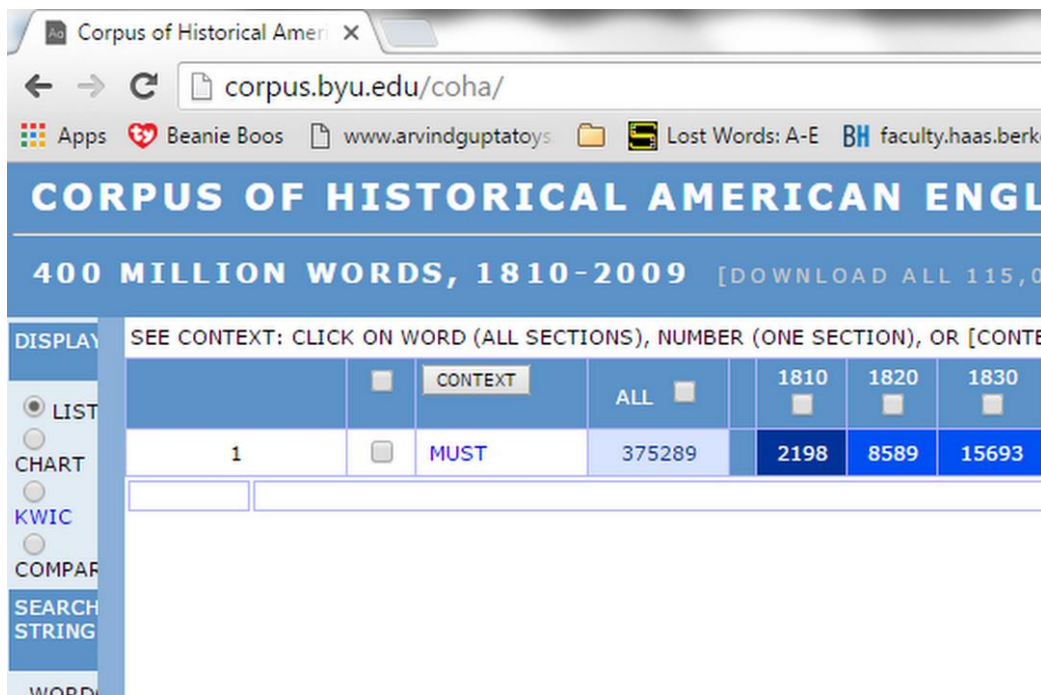 Corpus of Historical Ameri
corpus.byu.edu/coha/
Apps Beanie Boos www.arvindguptatoys Lost Words: A-E BH faculty.haas.berk
CORPUS OF HISTORICAL AMERICAN ENGL
400 MILLION WORDS, 1810-2009 [DOWNLOAD ALL 115,0
DISPLAY
SEE CONTEXT: CLICK ON WORD (ALL SECTIONS), NUMBER (ONE SECTION), OR [CONTE
CONTEXT ALL 1810 1820 1830
LIST
1 MUST 375289 2198 8589 15693
CHART
KWIC
COMPAR
SEARCH
STRING